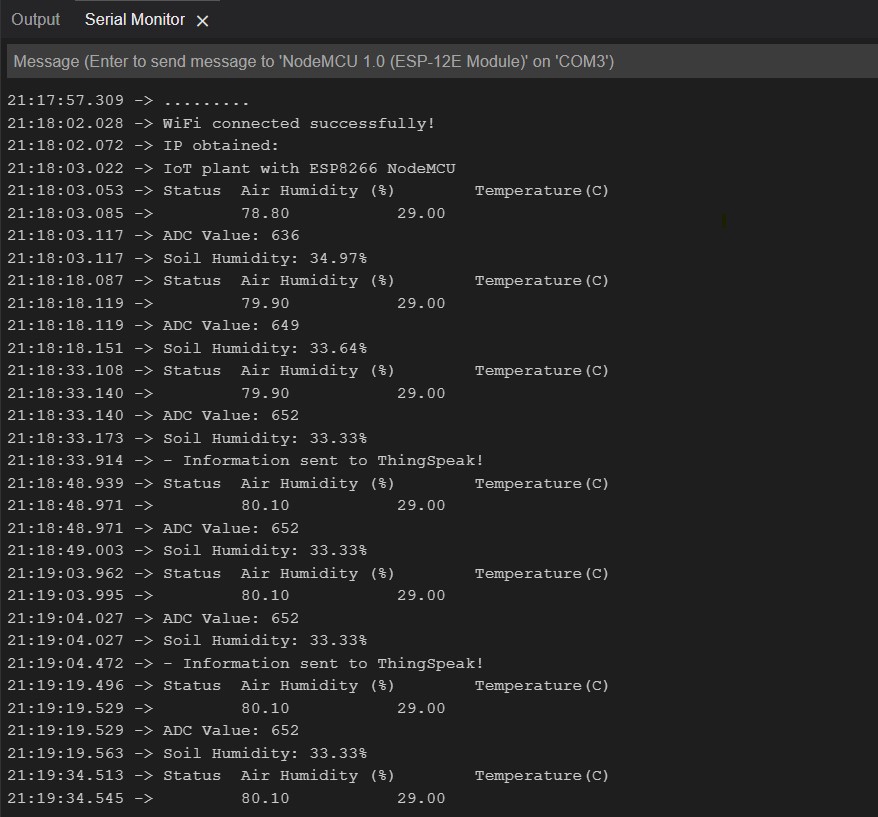 Output Serial Monitor ×
Message (Enter to send message to 'NodeMCU 1.0 (ESP-12E Module)' on 'COM3')
21:17:57.309 -> .........
21:18:02.028 -> WiFi connected successfully!
21:18:02.072 -> IP obtained:
21:18:03.022 -> IoT plant with ESP8266 NodeMCU
21:18:03.053 -> Status  Air Humidity (%)        Temperature(C)
21:18:03.085 ->         78.80           29.00
21:18:03.117 -> ADC Value: 636
21:18:03.117 -> Soil Humidity: 34.97%
21:18:18.087 -> Status  Air Humidity (%)        Temperature(C)
21:18:18.119 ->         79.90           29.00
21:18:18.119 -> ADC Value: 649
21:18:18.151 -> Soil Humidity: 33.64%
21:18:33.108 -> Status  Air Humidity (%)        Temperature(C)
21:18:33.140 ->         79.90           29.00
21:18:33.140 -> ADC Value: 652
21:18:33.173 -> Soil Humidity: 33.33%
21:18:33.914 -> - Information sent to ThingSpeak!
21:18:48.939 -> Status  Air Humidity (%)        Temperature(C)
21:18:48.971 ->         80.10           29.00
21:18:48.971 -> ADC Value: 652
21:18:49.003 -> Soil Humidity: 33.33%
21:19:03.962 -> Status  Air Humidity (%)        Temperature(C)
21:19:03.995 ->         80.10           29.00
21:19:04.027 -> ADC Value: 652
21:19:04.027 -> Soil Humidity: 33.33%
21:19:04.472 -> - Information sent to ThingSpeak!
21:19:19.496 -> Status  Air Humidity (%)        Temperature(C)
21:19:19.529 ->         80.10           29.00
21:19:19.529 -> ADC Value: 652
21:19:19.563 -> Soil Humidity: 33.33%
21:19:34.513 -> Status  Air Humidity (%)        Temperature(C)
21:19:34.545 ->         80.10           29.00